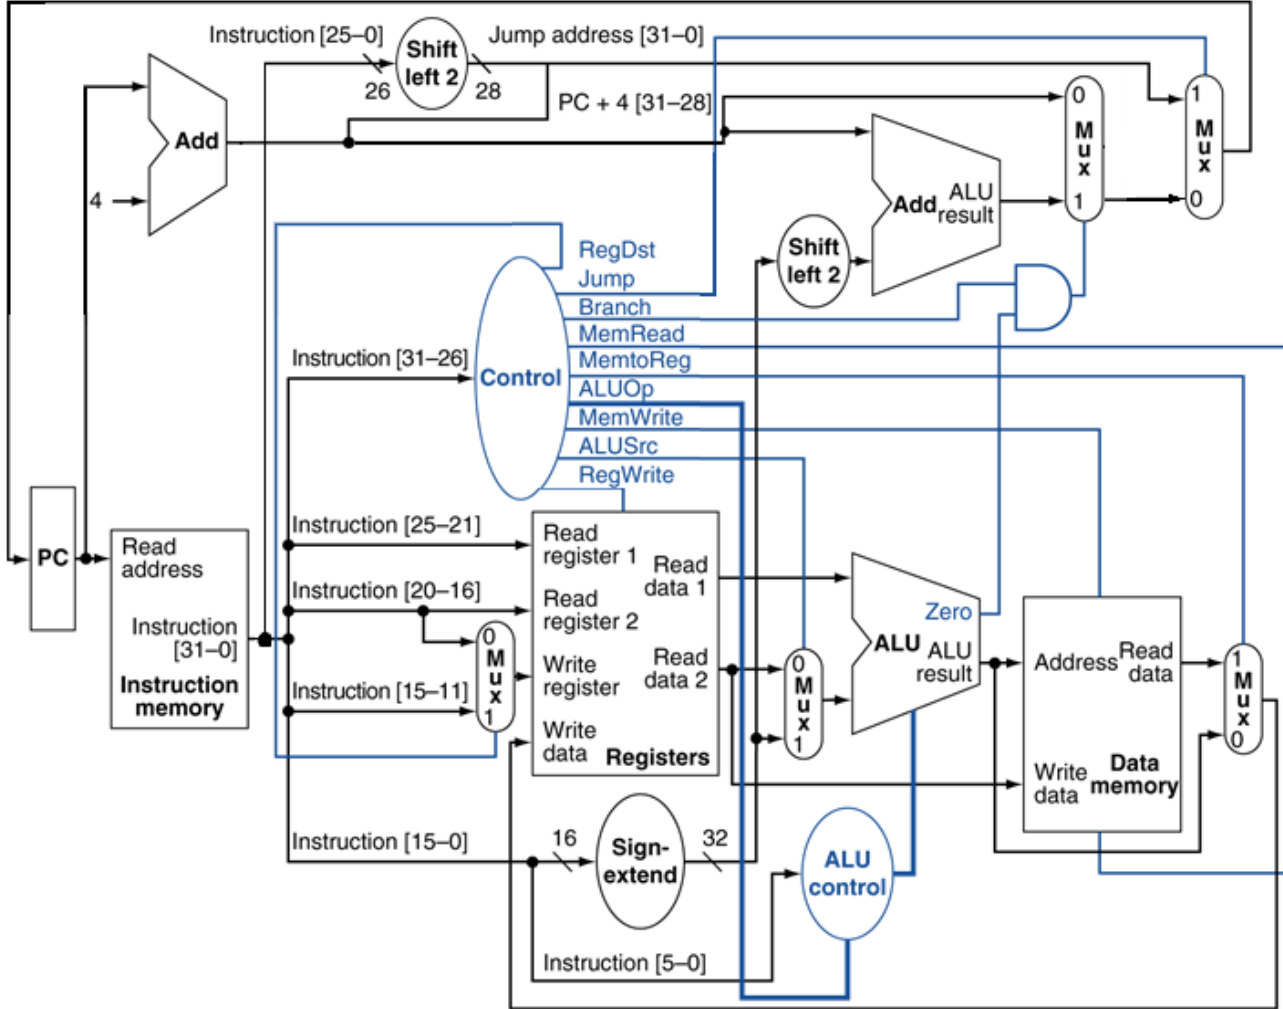 Instruction [25–0]
Shift
left 2
Jump address [31–0]
26
28
PC + 4 [31–28]
Add
4
0
M
u
x
1
1
M
u
x
0
Add
ALU
result
Shift
left 2
RegDst
Jump
Branch
MemRead
MemtoReg
ALUOp
MemWrite
ALUSrc
RegWrite
Instruction [31–26]
Control
PC
Read
address
Instruction
[31–0]
Instruction
memory
Instruction [25–21]
Instruction [20–16]
Instruction [15–11]
0
M
u
x
1
Read
register 1
Read
register 2
Write
register
Write
data
Read
data 1
Read
data 2
Registers
0
M
u
x
1
Zero
ALU
ALU
result
Address
Read
data
Write
data
Data
memory
1
M
u
x
0
Instruction [15–0]
16
Sign-
extend
32
ALU
control
Instruction [5–0]